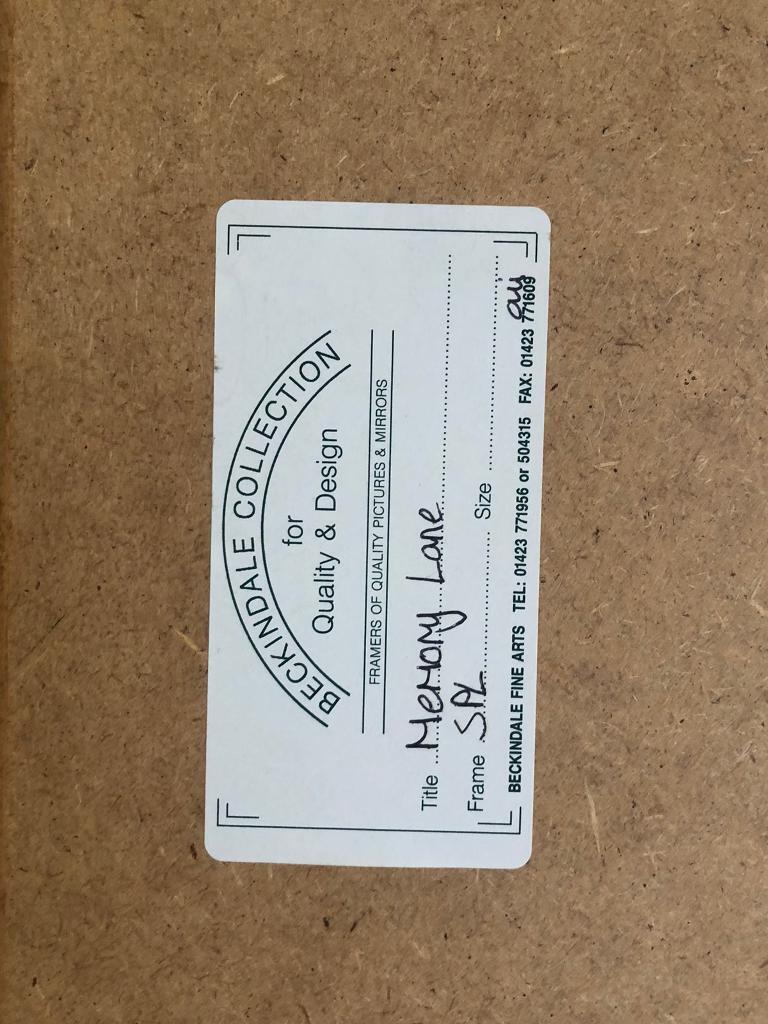 BECKINDALE COLLECTION
for
Quality & Design
FRAMERS OF QUALITY PICTURES & MIRRORS
Title Memory Lane
Frame SPL Size
BECKINDALE FINE ARTS TEL: 01423 771956 or 504315 FAX: 01423 771609